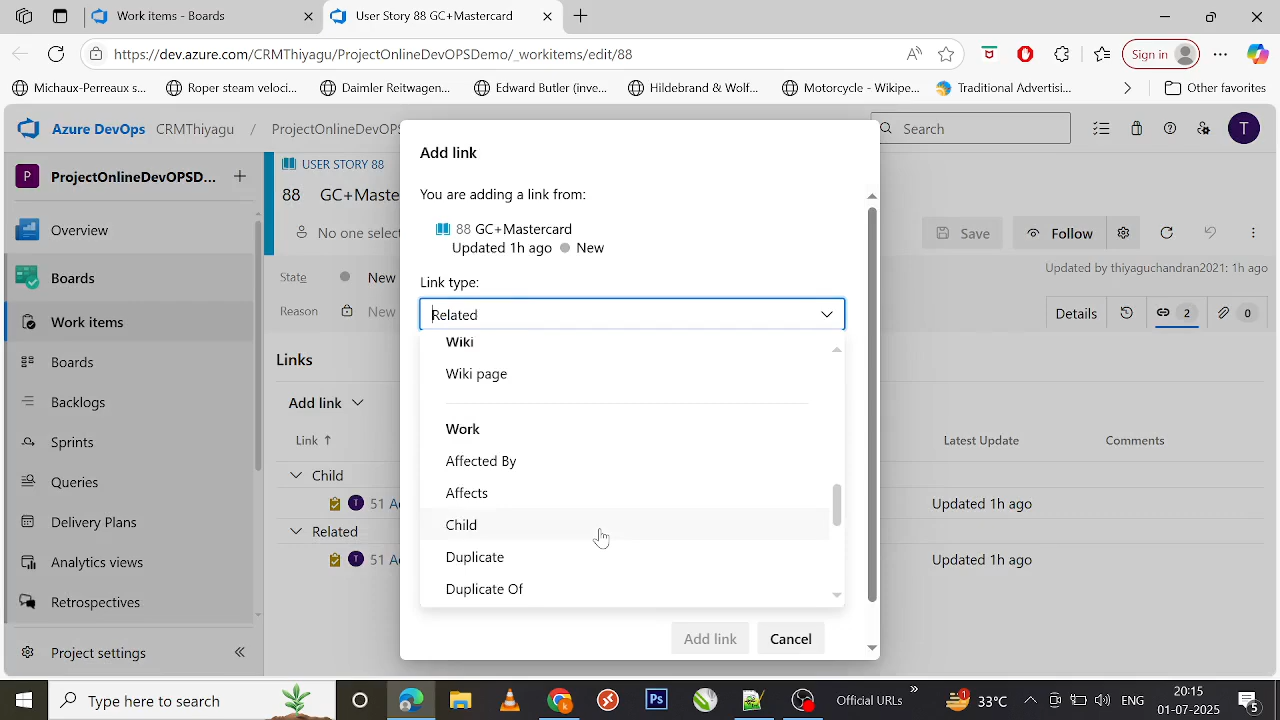 Work items - Boards
User Story 88 GC+Mastercard
https://dev.azure.com/CRMThiyagu/ProjectOnlineDevOPSDemo/_workitems/edit/88
Sign in
Michaux-Perreaux s...
Roper steam veloci...
Daimler Reitwagen...
Edward Butler (inve...
Hildebrand & Wolf...
Motorcycle - Wikipe...
Traditional Advertisi...
Other favorites
Azure DevOps CRMThiyagu / ProjectOnlineDevOPS
Search
T
P ProjectOnlineDevOPSD...
Overview
Boards
Work items
Boards
Backlogs
Sprints
Queries
Delivery Plans
Analytics views
Retrospectives
Project settings
USER STORY 88
88 GC+Maste
No one select
State New
Reason New
Save
Follow
Updated by thiyaguchandran2021: 1h ago
Details
2
0
Links
Add link
Link
Latest Update
Comments
Child
T 51
Updated 1h ago
Related
T 51
Updated 1h ago
Add link
You are adding a link from:
88 GC+Mastercard
Updated 1h ago New
Link type:
Related
Wiki
Wiki page
Work
Affected By
Affects
Child
Duplicate
Duplicate Of
Add link
Cancel
Type here to search
Ps
Official URLs
1
33°C
ENG
20:15
01-07-2025
5